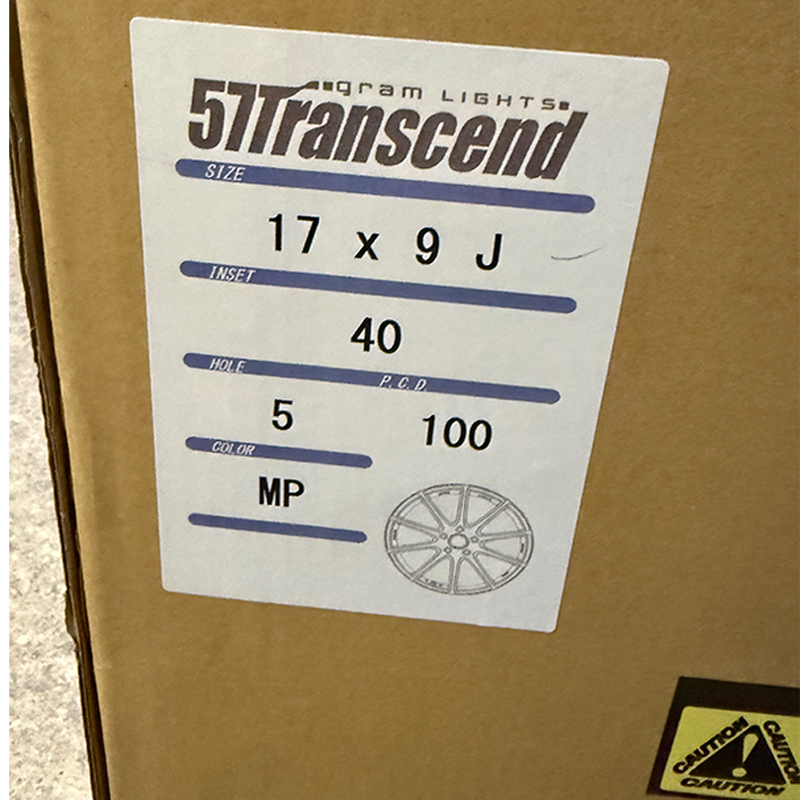 gram LIGHTS
57Transcend
SIZE
17 x 9 J
INSET
40
HOLE P.C.D
5 100
COLOR
MP
CAUTION CAUTION
CAUTION